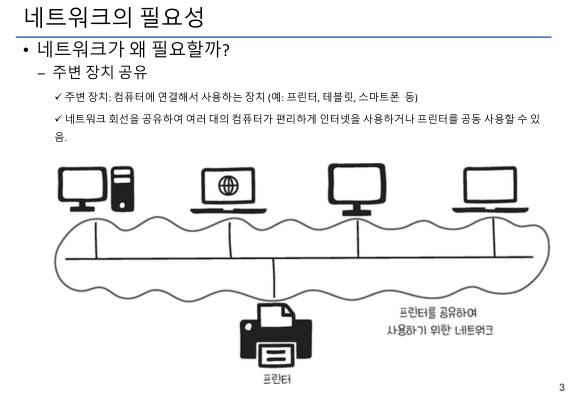 네트워크의 필요성
• 네트워크가 왜 필요할까?
– 주변 장치 공유
✓ 주변 장치: 컴퓨터에 연결해서 사용하는 장치 (예: 프린터, 테블릿, 스마트폰 등)
✓ 네트워크 회선을 공유하여 여러 대의 컴퓨터가 편리하게 인터넷을 사용하거나 프린터를 공동 사용할 수 있
음.
프린터를 공유하여
사용하기 위한 네트워크
프린터
3